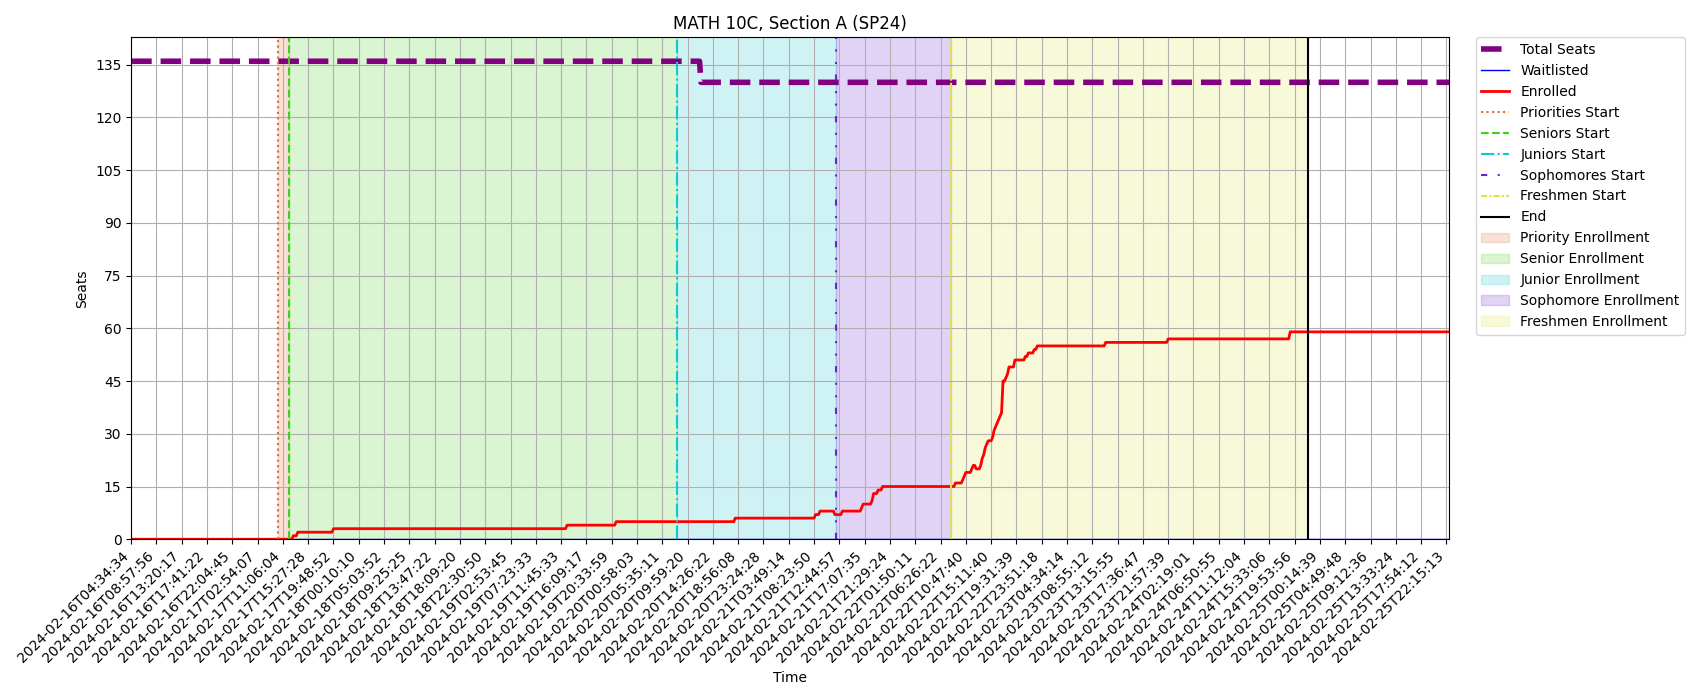 MATH 10C, Section A (SP24)
Seats
135
120
105
90
75
60
45
30
15
0
2024-02-16T04:34:34
2024-02-16T08:57:56
2024-02-16T13:20:17
2024-02-16T17:41:22
2024-02-16T22:04:45
2024-02-17T02:54:07
2024-02-17T11:06:04
2024-02-17T15:27:28
2024-02-17T19:48:52
2024-02-18T00:10:10
2024-02-18T05:03:52
2024-02-18T09:25:25
2024-02-18T13:47:22
2024-02-18T18:09:20
2024-02-18T22:30:50
2024-02-19T02:53:45
2024-02-19T07:23:33
2024-02-19T11:45:33
2024-02-19T16:09:17
2024-02-19T20:33:59
2024-02-20T00:58:03
2024-02-20T05:35:11
2024-02-20T09:59:20
2024-02-20T14:26:22
2024-02-20T18:56:08
2024-02-20T23:24:28
2024-02-21T03:49:14
2024-02-21T08:23:50
2024-02-21T12:44:57
2024-02-21T17:07:35
2024-02-21T21:29:24
2024-02-22T01:50:11
2024-02-22T06:26:22
2024-02-22T10:47:40
2024-02-22T15:11:40
2024-02-22T19:31:39
2024-02-22T23:51:18
2024-02-23T04:34:14
2024-02-23T08:55:12
2024-02-23T13:15:55
2024-02-23T17:36:47
2024-02-23T21:57:39
2024-02-24T02:19:01
2024-02-24T06:50:55
2024-02-24T11:12:04
2024-02-24T15:33:06
2024-02-24T19:53:56
2024-02-25T00:14:39
2024-02-25T04:49:48
2024-02-25T09:12:36
2024-02-25T13:33:24
2024-02-25T17:54:12
2024-02-25T22:15:13
Time
Total Seats
Waitlisted
Enrolled
Priorities Start
Seniors Start
Juniors Start
Sophomores Start
Freshmen Start
End
Priority Enrollment
Senior Enrollment
Junior Enrollment
Sophomore Enrollment
Freshmen Enrollment